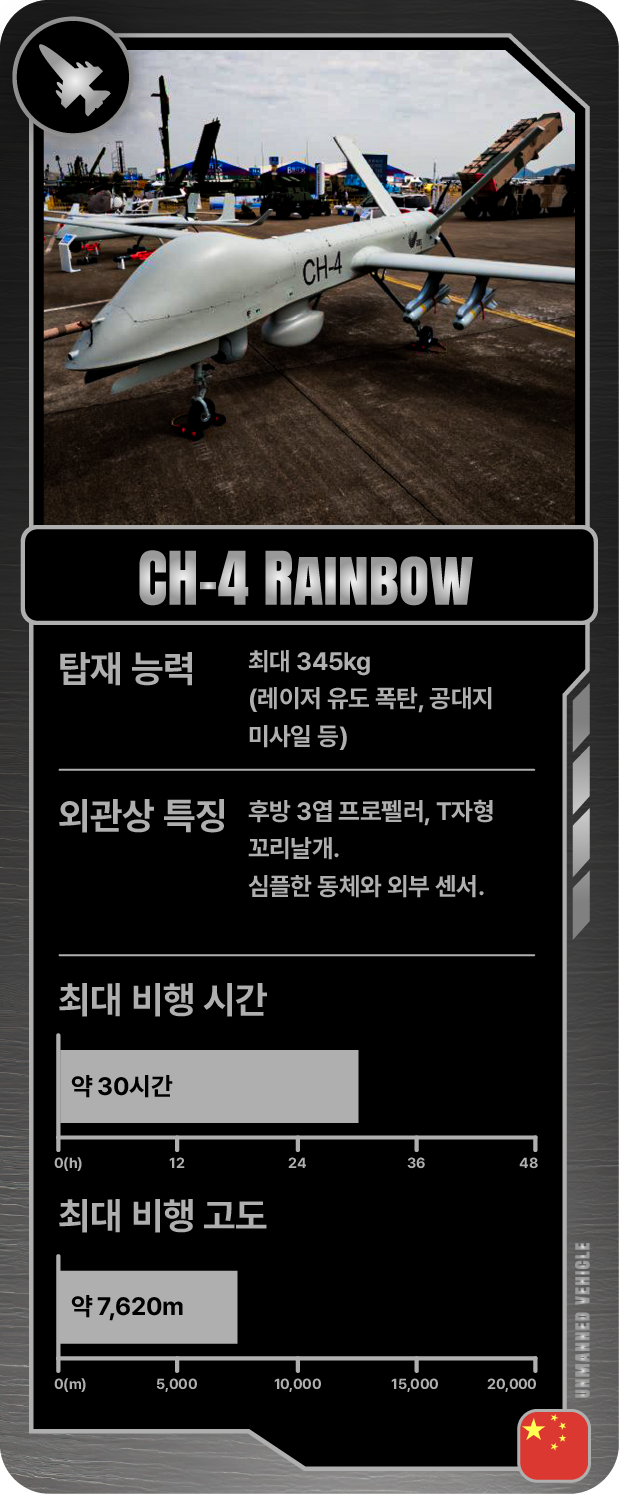 CH-4
CH-4 RAINBOW
탑재 능력
최대 345kg
(레이저 유도 폭탄, 공대지
미사일 등)
외관상 특징
후방 3엽 프로펠러, T자형
꼬리날개.
심플한 동체와 외부 센서.
최대 비행 시간
약 30시간
0(h) 12 24 36 48
최대 비행 고도
약 7,620m
0(m) 5,000 10,000 15,000 20,000
UNMANNED VEHICLE